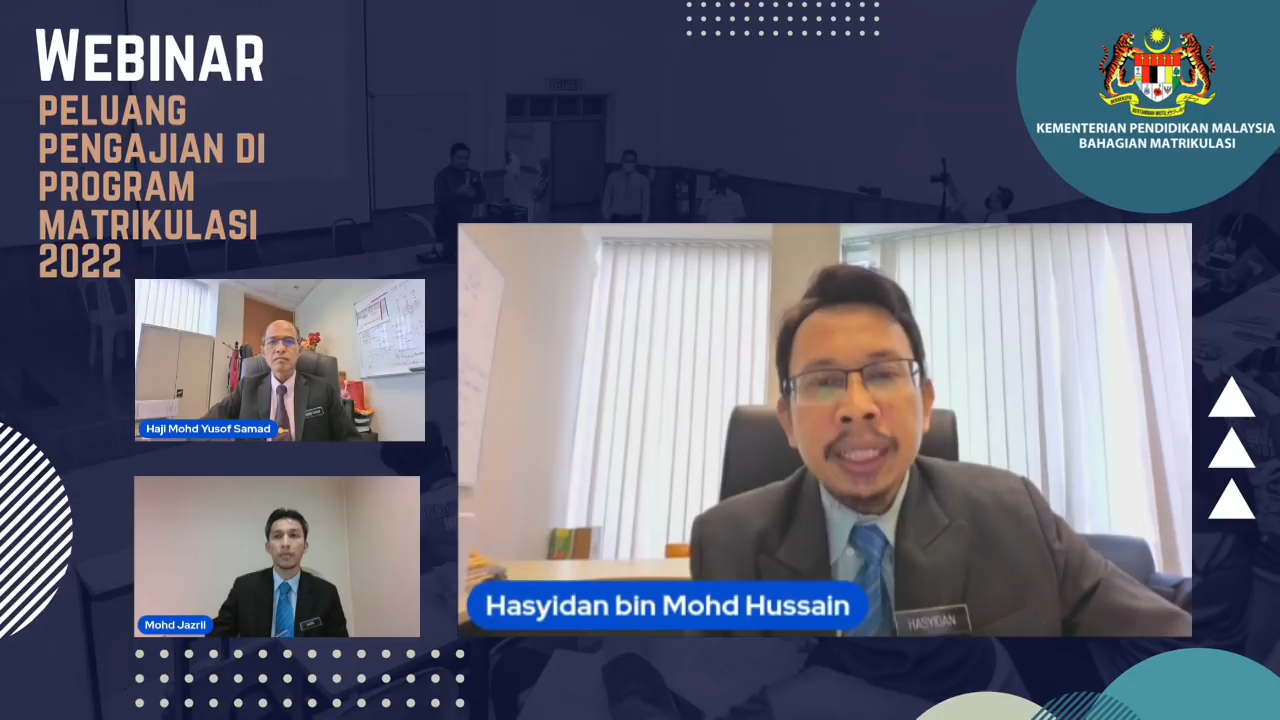 WEBINAR
PELUANG
PENGAJIAN DI
PROGRAM
MATRIKULASI
2022
KEMENTERIAN PENDIDIKAN MALAYSIA
BAHAGIAN MATRIKULASI
Haji Mohd Yusof Samad
Mohd Jazril
Hasyidan bin Mohd Hussain
HASYIDAN